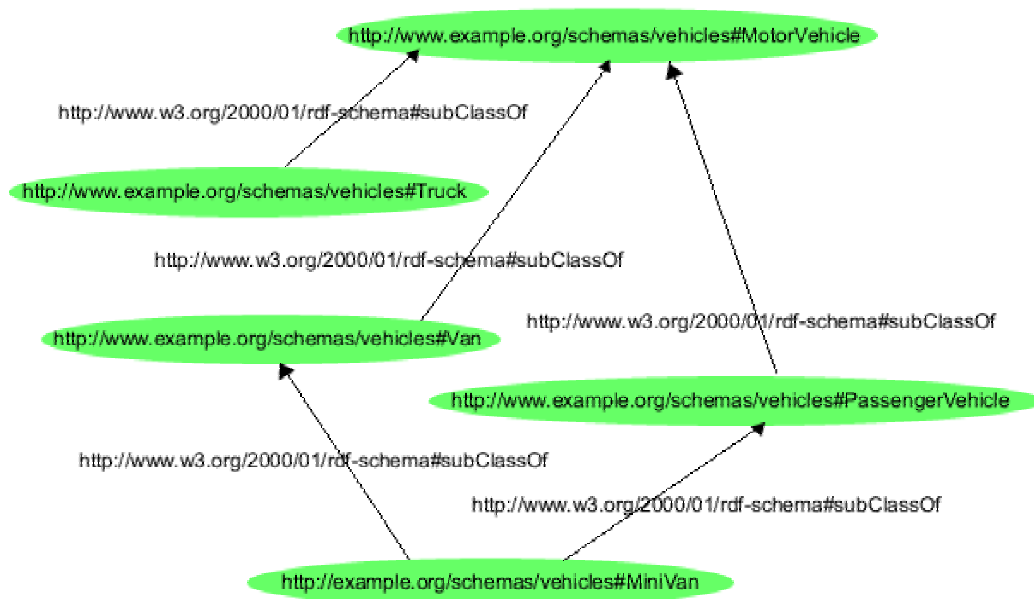 http://www.example.org/schemas/vehicles#MotorVehicle
http://www.w3.org/2000/01/rdf-schema#subClassOf
http://www.example.org/schemas/vehicles#Truck
http://www.w3.org/2000/01/rdf-schema#subClassOf
http://www.w3.org/2000/01/rdf-schema#subClassOf
http://www.example.org/schemas/vehicles#Van
http://www.example.org/schemas/vehicles#PassengerVehicle
http://www.w3.org/2000/01/rdf-schema#subClassOf
http://www.w3.org/2000/01/rdf-schema#subClassOf
http://example.org/schemas/vehicles#MiniVan